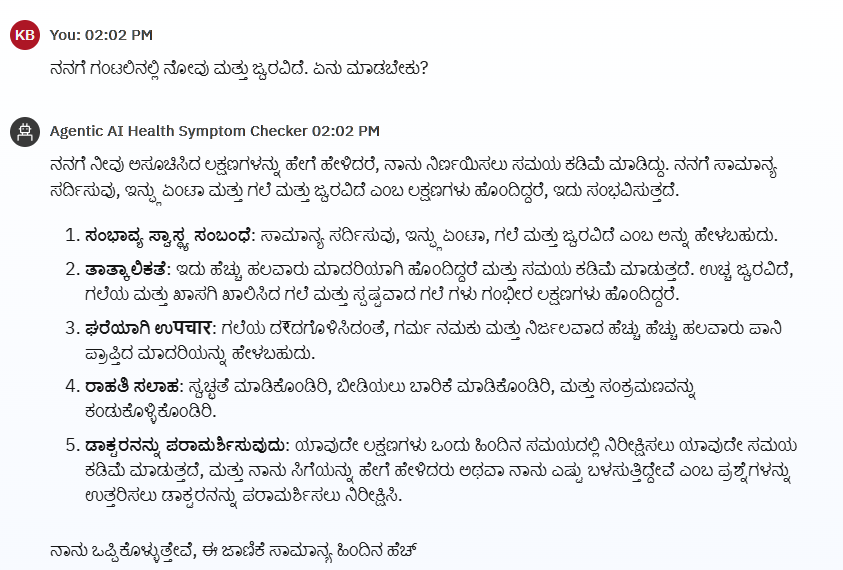 KB
You: 02:02 PM
ನನಗೆ ಗಂಟಲಿನಲ್ಲಿ ನೋವು ಮತ್ತು ಜ್ವರವಿದೆ. ಏನು ಮಾಡಬೇಕು?
Agentic AI Health Symptom Checker 02:02 PM
ನನಗೆ ನೀವು ಅಸೂಚಿಸಿದ ಲಕ್ಷಣಗಳನ್ನು ಹೇಗೆ ಹೇಳಿದರೆ, ನಾನು ನಿರ್ಣಯಿಸಲು ಸಮಯ ಕಡಿಮೆ ಮಾಡಿದ್ದು. ನನಗೆ ಸಾಮಾನ್ಯ
ಸರ್ದಿಸುವು, ಇನ್ಫ್ಲುಏಂಟಾ ಮತ್ತು ಗಲೆ ಮತ್ತು ಜ್ವರವಿದೆ ಎಂಬ ಲಕ್ಷಣಗಳು ಹೊಂದಿದ್ದರೆ, ಇದು ಸಂಭವಿಸುತ್ತದೆ.
1. ಸಂಭಾವ್ಯ ಸ್ವಾಸ್ಥ್ಯ ಸಂಬಂಧೆ: ಸಾಮಾನ್ಯ ಸರ್ದಿಸುವು, ಇನ್ಫ್ಲುಏಂಟಾ, ಗಲೆ ಮತ್ತು ಜ್ವರವಿದೆ ಎಂಬ ಅನ್ನು ಹೇಳಬಹುದು.
2. ತಾತ್ಕಾಲಿಕತೆ: ಇದು ಹೆಚ್ಚು ಹಲವಾರು ಮಾದರಿಯಾಗಿ ಹೊಂದಿದ್ದರೆ ಮತ್ತು ಸಮಯ ಕಡಿಮೆ ಮಾಡುತ್ತದೆ. ಉಚ್ಚ ಜ್ವರವಿದೆ,
ಗಲೆಯ ಮತ್ತು ಖಾಸಗಿ ಖಾಲಿಸಿದ ಗಲೆ ಮತ್ತು ಸ್ಪಷ್ಟವಾದ ಗಲೆ ಗಳು ಗಂಭೀರ ಲಕ್ಷಣಗಳು ಹೊಂದಿದ್ದರೆ.
3. ಘರೆಯಾಗಿ ಉपचार: ಗಲೆಯ ಗೊಳಿಸಿದಂತೆ, ಗರ್ಮ ನಮಕು ಮತ್ತು ನಿರ್ಜಲವಾದ ಹೆಚ್ಚು ಹೆಚ್ಚು ಹಲವಾರು ಪಾನಿ
ಪ್ರಾಪ್ತಿದ ಮಾದರಿಯನ್ನು ಹೇಳಬಹುದು.
4. ರಾಹತಿ ಸಲಾಹ: ಸ್ವಚ್ಛತೆ ಮಾಡಿಕೊಂಡಿರಿ, ಬೀಡಿಯಲು ಬಾರಿಕೆ ಮಾಡಿಕೊಂಡಿರಿ, ಮತ್ತು ಸಂಕ್ರಮಣವನ್ನು
ಕಂಡುಕೊಳ್ಳಿಕೊಂಡಿರಿ.
5. ಡಾಕ್ಟರನನ್ನು ಪರಾಮರ್ಶಿಸುವುದು: ಯಾವುದೇ ಲಕ್ಷಣಗಳು ಒಂದು ಹಿಂದಿನ ಸಮಯದಲ್ಲಿ ನಿರೀಕ್ಷಿಸಲು ಯಾವುದೇ ಸಮಯ
ಕಡಿಮೆ ಮಾಡುತ್ತದೆ, ಮತ್ತು ನಾನು ಸಿಗೆಯನ್ನು ಹೇಗೆ ಹೇಳಿದರು ಅಥವಾ ನಾನು ಎಷ್ಟು ಬಳಸುತ್ತಿದ್ದೇವೆ ಎಂಬ ಪ್ರಶ್ನೆಗಳನ್ನು
ಉತ್ತರಿಸಲು ಡಾಕ್ಟರನನ್ನು ಪರಾಮರ್ಶಿಸಲು ನಿರೀಕ್ಷಿಸಿ.
ನಾನು ಒಪ್ಪಿಕೊಳ್ಳುತ್ತೇವೆ, ಈ ಜಾಣಿಕೆ ಸಾಮಾನ್ಯ ಹಿಂದಿನ ಹೆಚ್